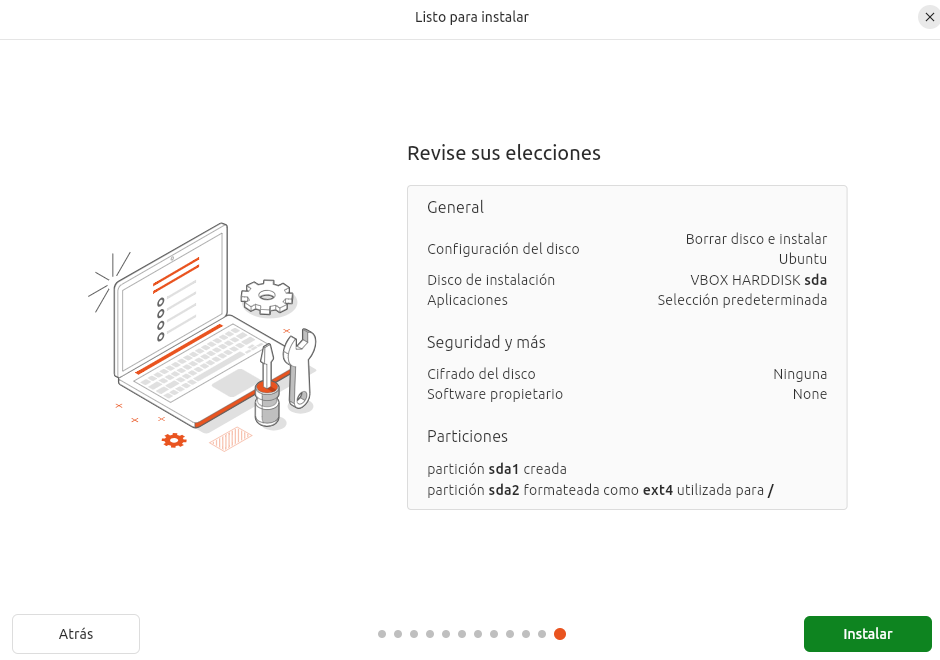 Listo para instalar
Revise sus elecciones
General
Configuración del disco
Borrar disco e instalar
Ubuntu
Disco de instalación VBOX HARDDISK sda
Aplicaciones Selección predeterminada
Seguridad y más
Cifrado del disco Ninguna
Software propietario None
Particiones
partición sda1 creada
partición sda2 formateada como ext4 utilizada para /
Atrás Instalar